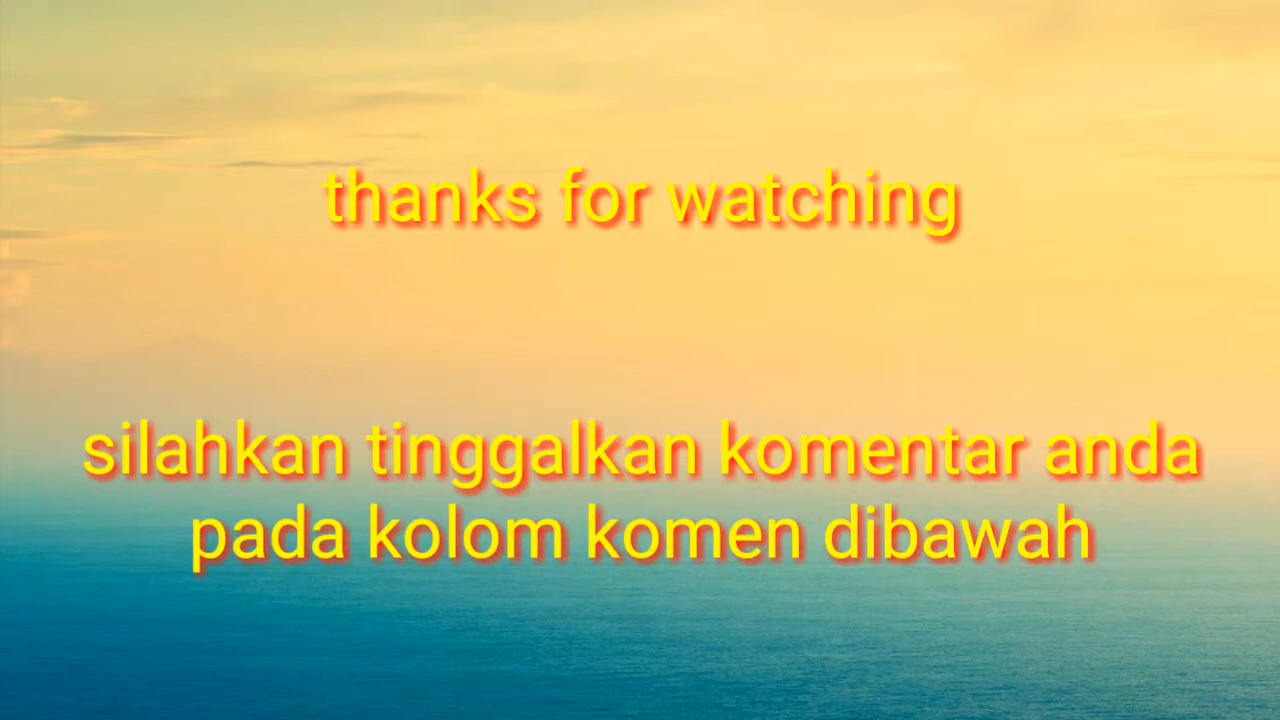 thanks for watching
silahkan tinggalkan komentar anda
pada kolom komen dibawah